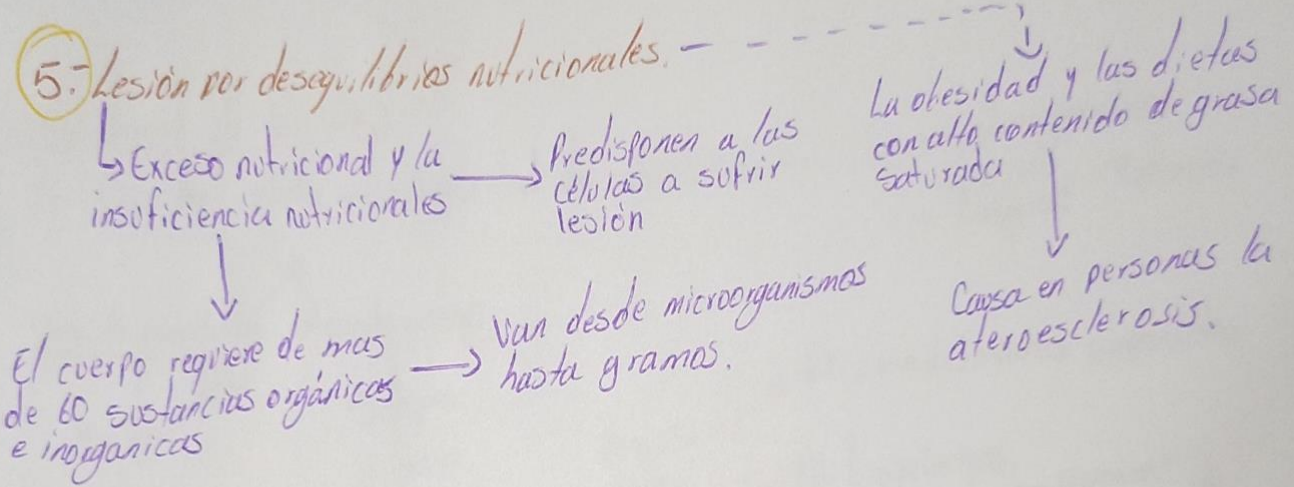 5.- Lesión por desequilibrios nutricionales.
Exceso nutricional y la
insuficiencia nutricionales
Predisponen a las
células a sufrir
lesión
La obesidad y las dietas
con alto contenido de grasa
saturada
Causa en personas la
ateroesclerosis.
El cuerpo requiere de mas
de 60 sustancias orgánicas
e inorganicas
Van desde microorganismos
hasta gramos.